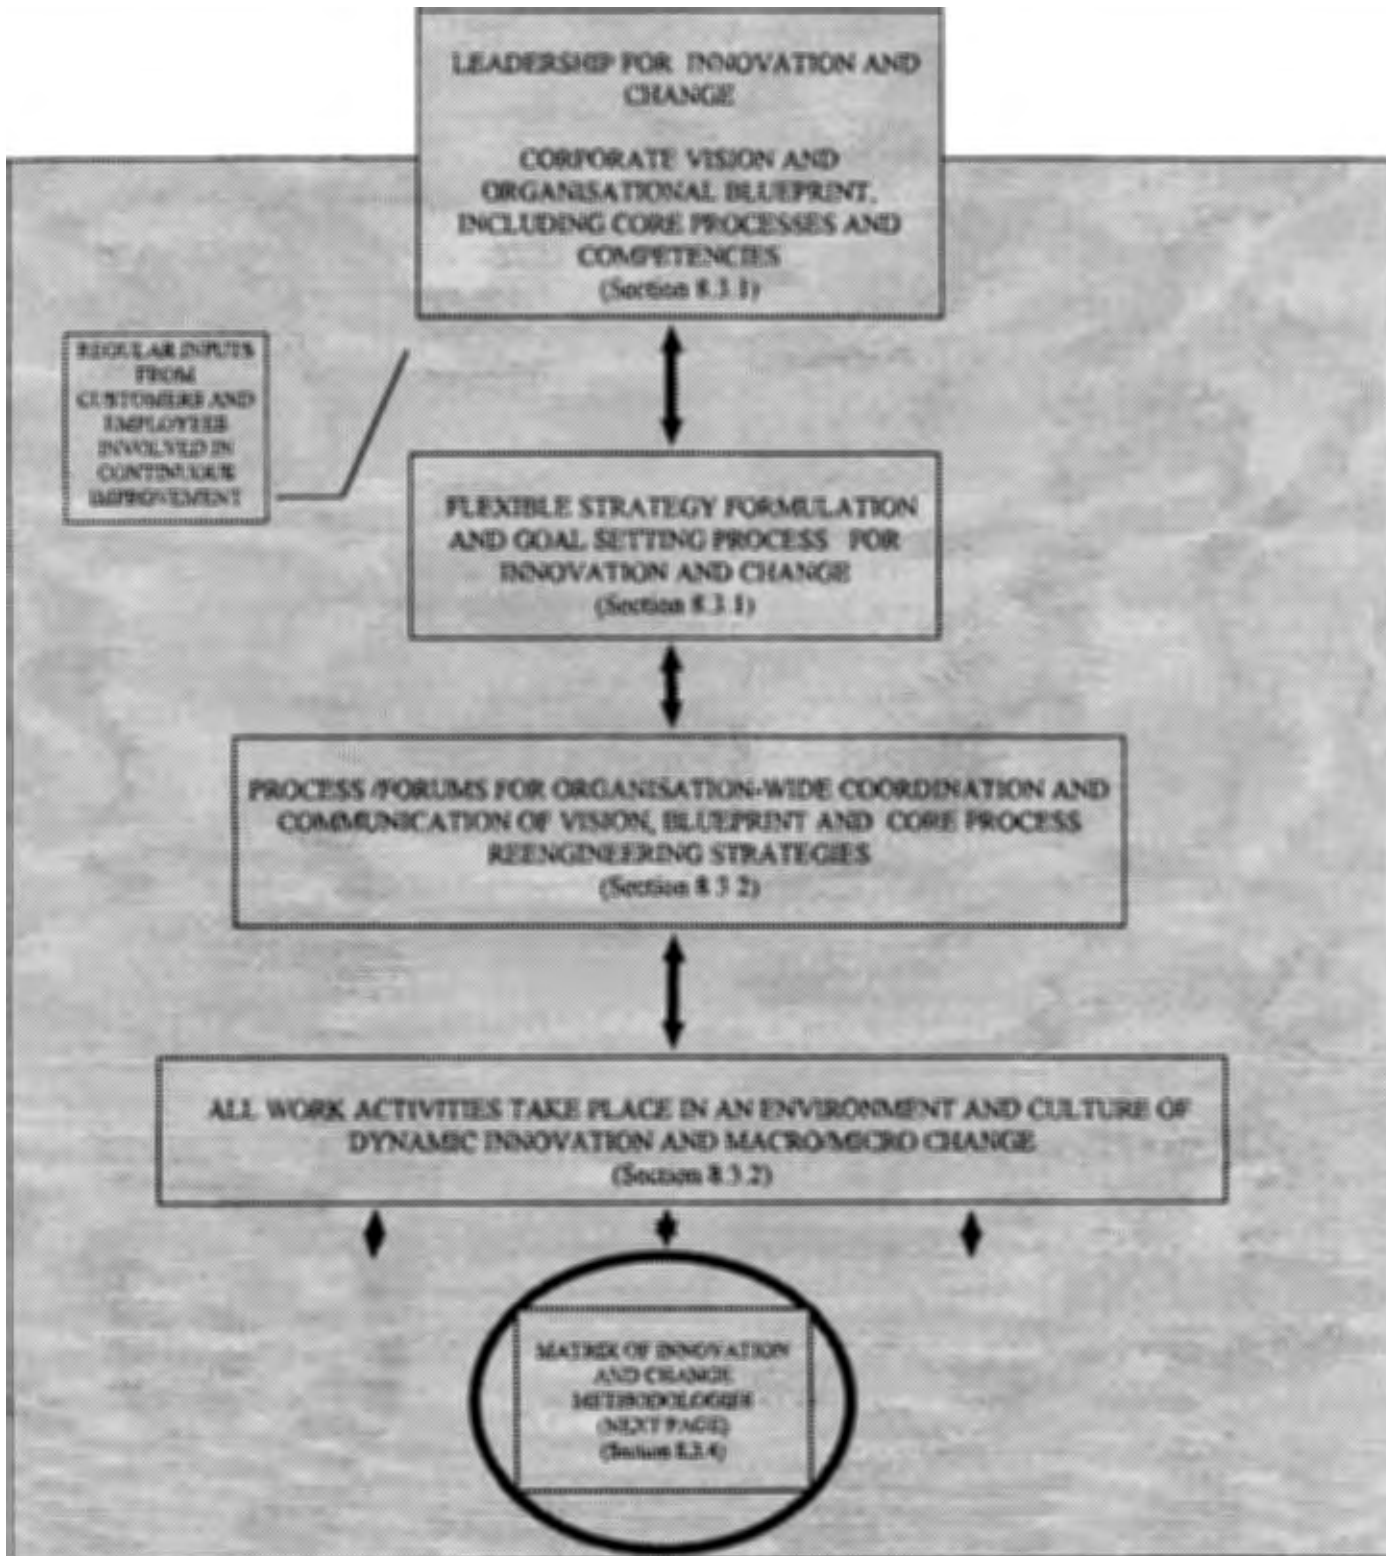 LEADERSHIP FOR INNOVATION AND
CHANGE
CORPORATE VISION AND
ORGANISATIONAL BLUEPRINT,
INCLUDING CORE PROCESSES AND
COMPETENCIES
(Section 8.3.1)
REGULAR INPUTS
FROM
CUSTOMERS AND
EMPLOYEES
INVOLVED IN
CONTINUOUS
IMPROVEMENT
FLEXIBLE STRATEGY FORMULATION
AND GOAL SETTING PROCESS FOR
INNOVATION AND CHANGE
(Section 8.3.1)
PROCESS /FORUMS FOR ORGANISATION-WIDE COORDINATION AND
COMMUNICATION OF VISION, BLUEPRINT AND CORE PROCESS
REENGINEERING STRATEGIES
(Section 8.3.2)
ALL WORK ACTIVITIES TAKE PLACE IN AN ENVIRONMENT AND CULTURE OF
DYNAMIC INNOVATION AND MACRO/MICRO CHANGE
(Section 8.3.2)
MATRIX OF INNOVATION
AND CHANGE
METHODOLOGIES
(NEXT PAGE)
(Section 8.3.4)